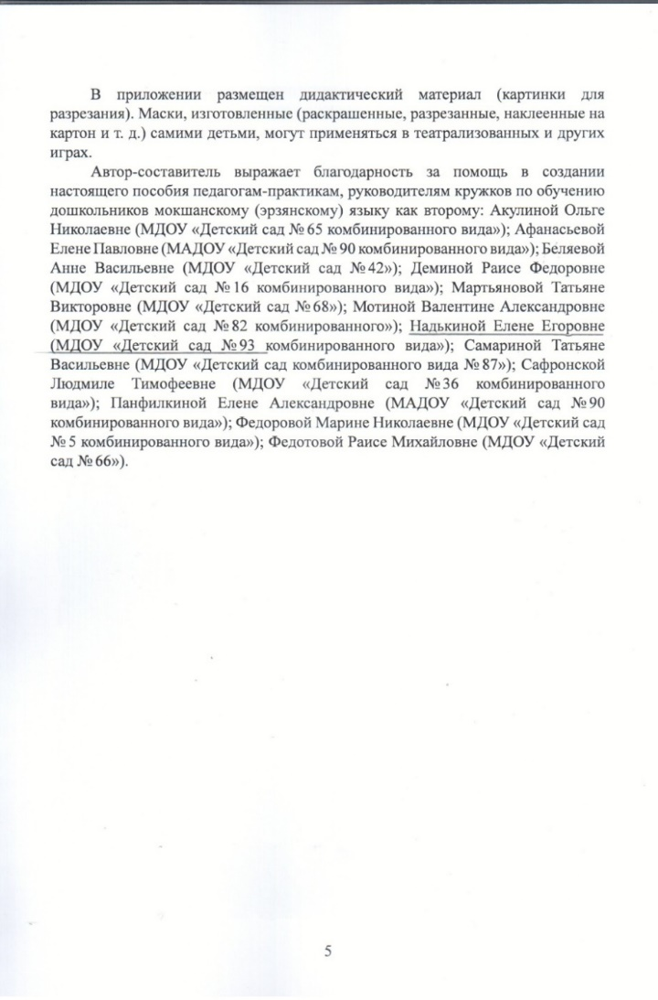 В приложении размещен дидактический материал (картинки для
разрезания). Маски, изготовленные (раскрашенные, разрезанные, наклеенные на
картон и т. д.) самими детьми, могут применяться в театрализованных и других
играх.
Автор-составитель выражает благодарность за помощь в создании
настоящего пособия педагогам-практикам, руководителям кружков по обучению
дошкольников мокшанскому (эрзянскому) языку как второму: Акулиной Ольге
Николаевне (МДОУ «Детский сад № 65 комбинированного вида»); Афанасьевой
Елене Павловне (МАДОУ «Детский сад № 90 комбинированного вида»); Беляевой
Анне Васильевне (МДОУ «Детский сад № 42»); Деминой Раисе Федоровне
(МДОУ «Детский сад № 16 комбинированного вида»); Мартьяновой Татьяне
Викторовне (МДОУ «Детский сад № 68»); Мотиной Валентине Александровне
(МДОУ «Детский сад № 82 комбинированного»); Надькиной Елене Егоровне
(МДОУ «Детский сад № 93 комбинированного вида»); Самариной Татьяне
Васильевне (МДОУ «Детский сад комбинированного вида № 87»); Сафронской
Людмиле Тимофеевне (МДОУ «Детский сад № 36 комбинированного
вида»); Панфилкиной Елене Александровне (МАДОУ «Детский сад № 90
комбинированного вида»); Федоровой Марине Николаевне (МДОУ «Детский сад
№ 5 комбинированного вида»); Федотовой Раисе Михайловне (МДОУ «Детский
сад № 66»).
5